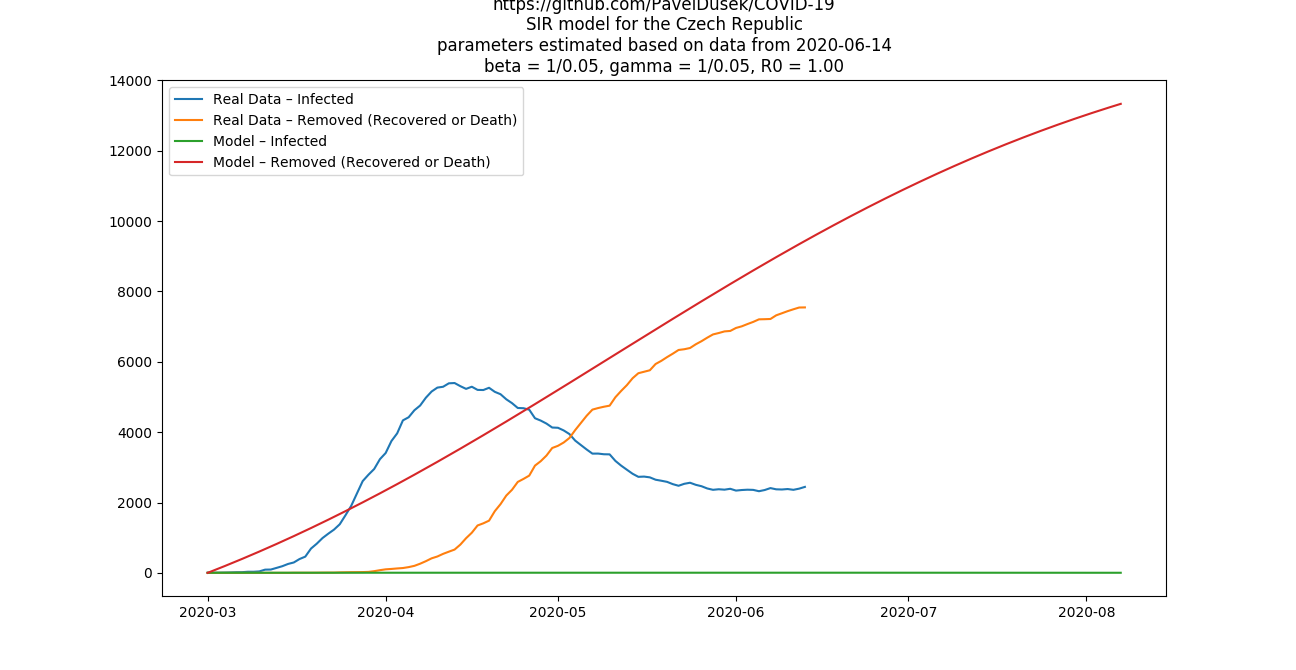 https://github.com/PavelDusek/COVID-19
SIR model for the Czech Republic
parameters estimated based on data from 2020-06-14
beta = 1/0.05, gamma = 1/0.05, R0 = 1.00
14000
12000
10000
8000
6000
4000
2000
0
Real Data – Infected
Real Data – Removed (Recovered or Death)
Model – Infected
Model – Removed (Recovered or Death)
2020-03 2020-04 2020-05 2020-06 2020-07 2020-08